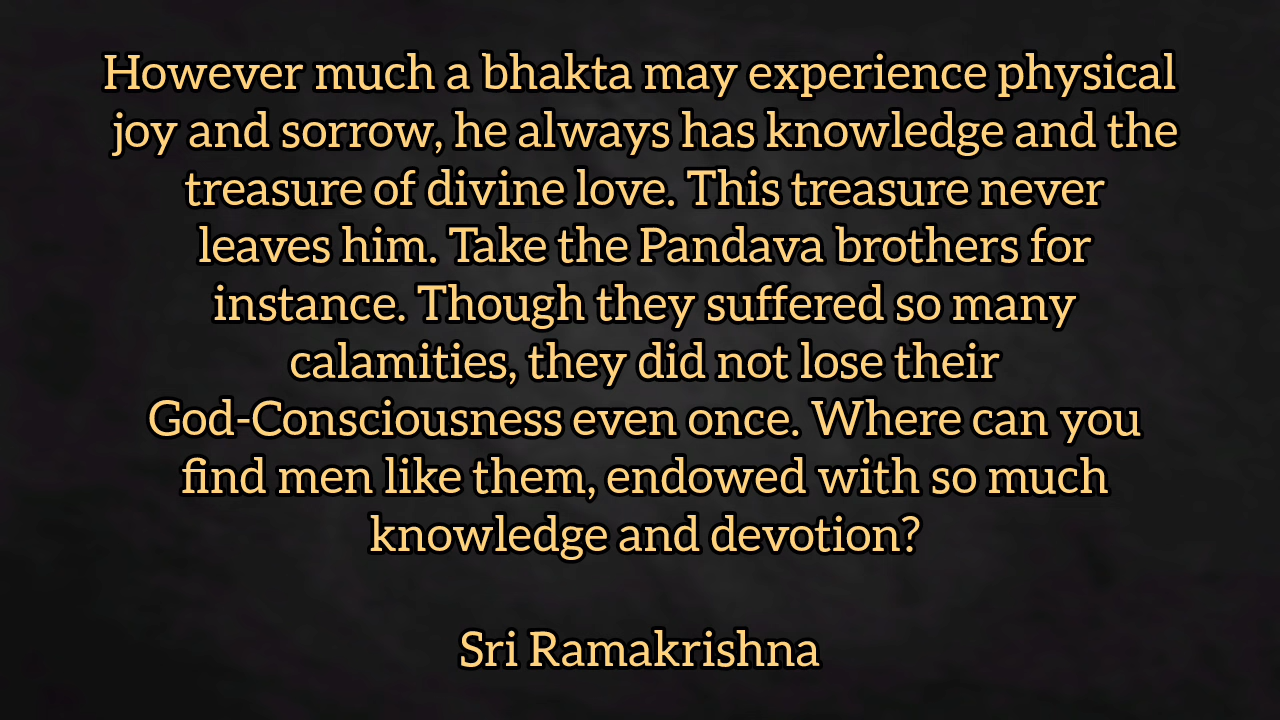 However much a bhakta may experience physical
joy and sorrow, he always has knowledge and the
treasure of divine love. This treasure never
leaves him. Take the Pandava brothers for
instance. Though they suffered so many
calamities, they did not lose their
God-Consciousness even once. Where can you
find men like them, endowed with so much
knowledge and devotion?
Sri Ramakrishna